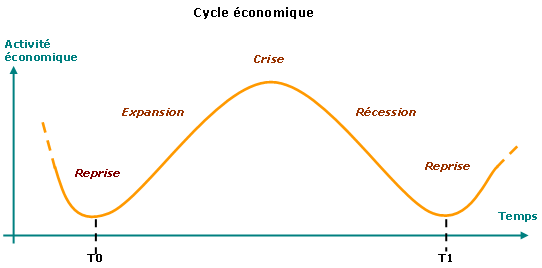 Cycle économique
Activité
économique
Crise
Expansion
Récession
Reprise
Reprise
Temps
T0
T1